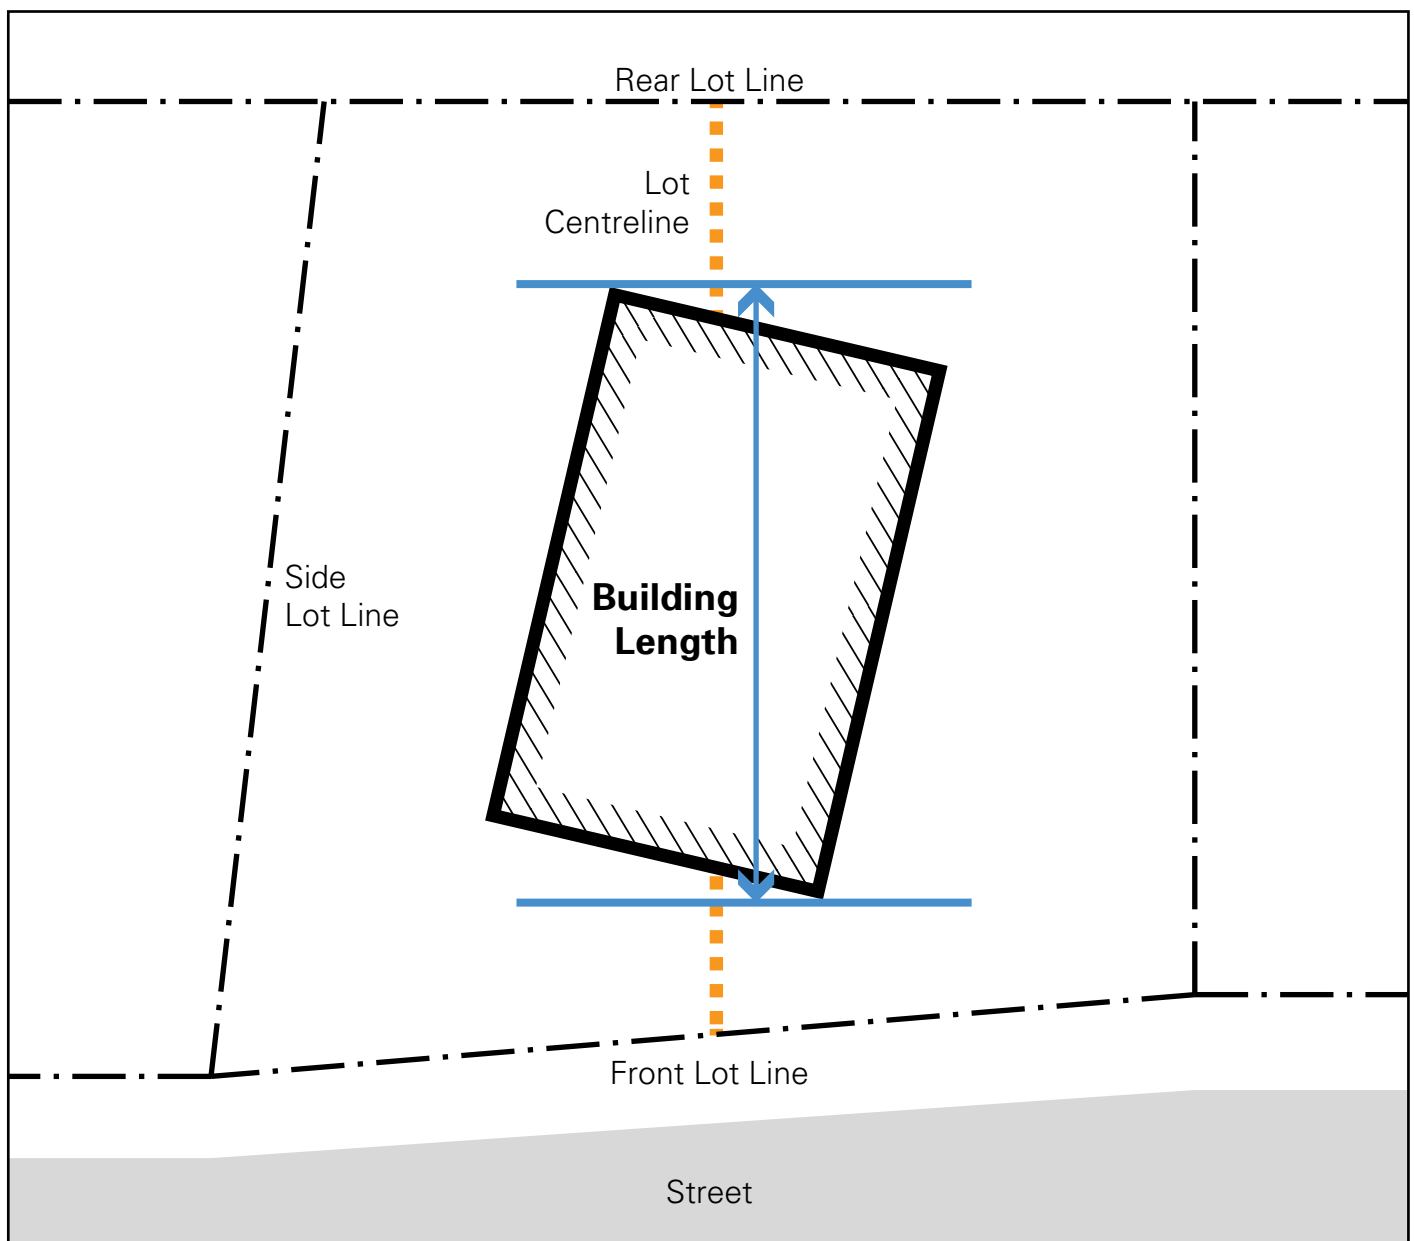 Rear Lot Line
Lot
Centreline
Side
Lot Line
Building
Length
Front Lot Line
Street